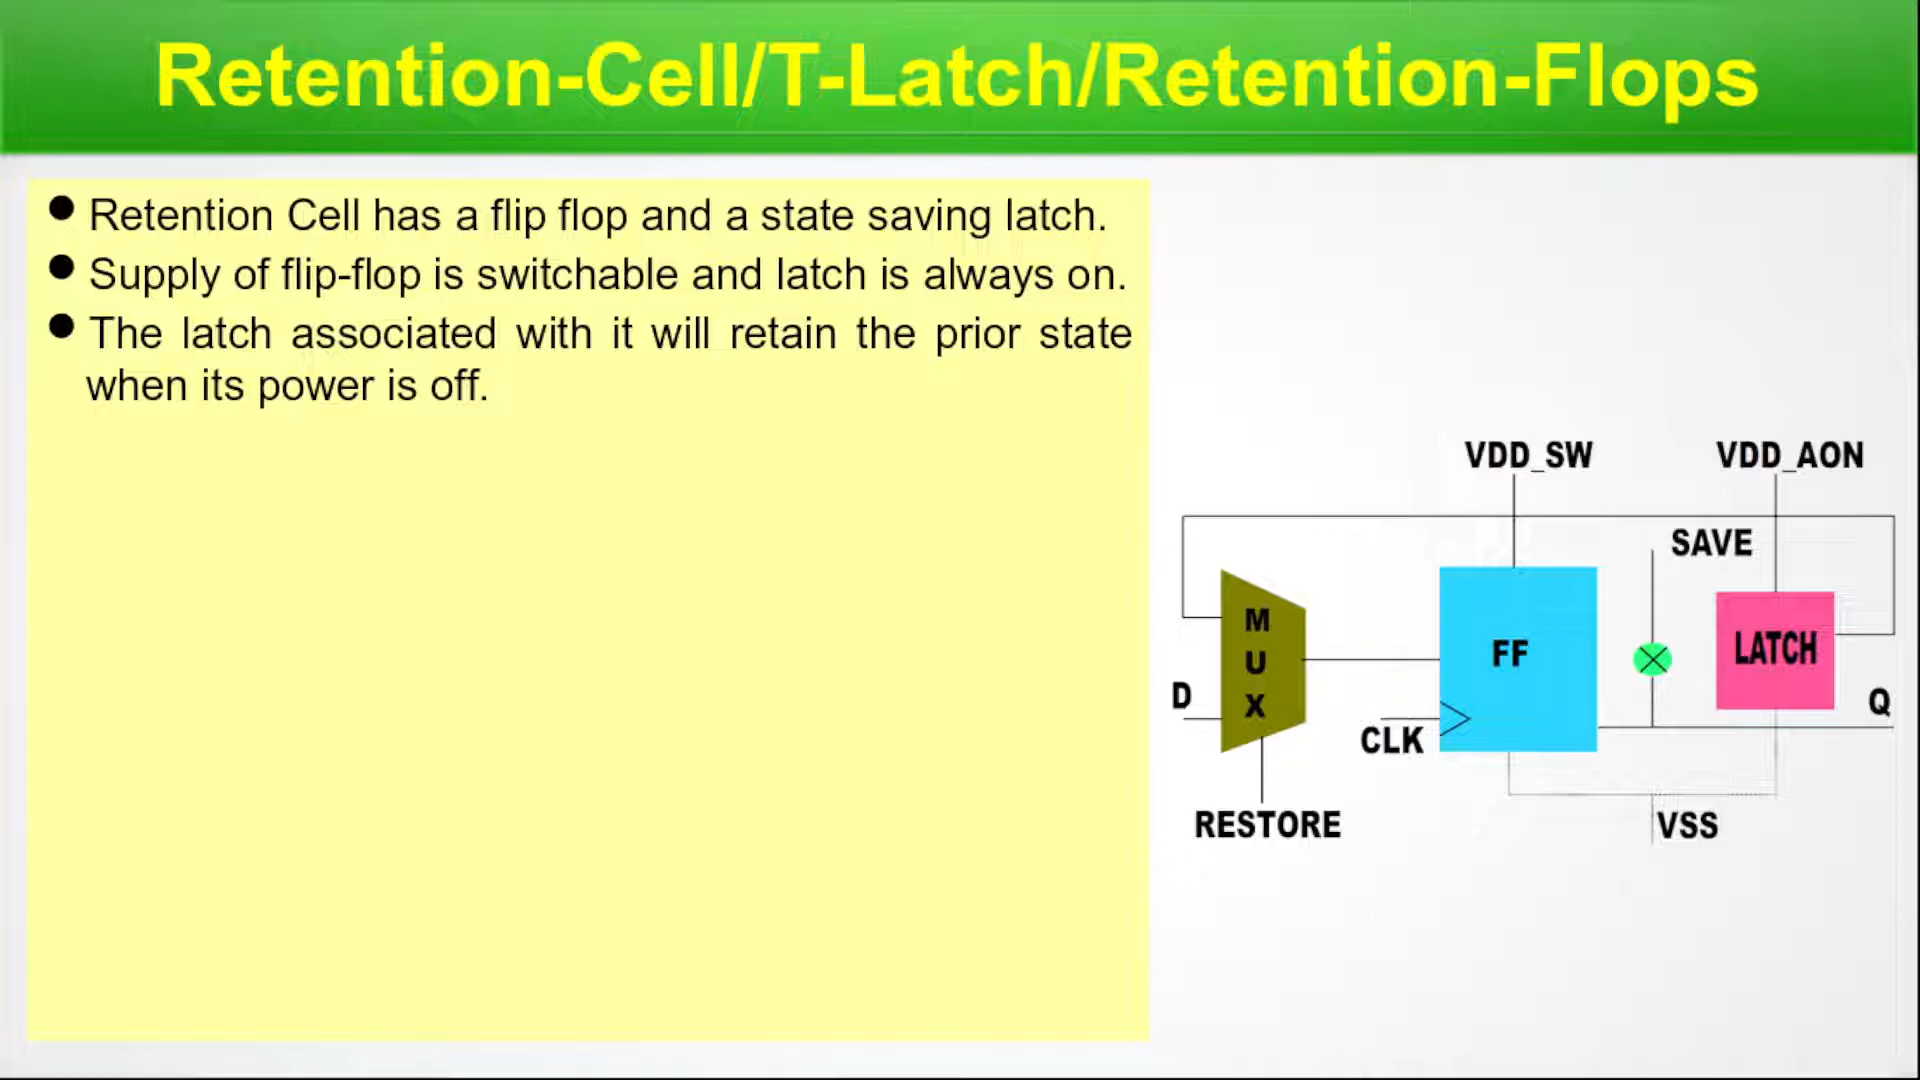 Retention-Cell/T-Latch/Retention-Flops
● Retention Cell has a flip flop and a state saving latch.
● Supply of flip-flop is switchable and latch is always on.
● The latch associated with it will retain the prior state
when its power is off.
VDD_SW
VDD_AON
SAVE
MUX
FF
LATCH
D
Q
CLK
RESTORE
VSS